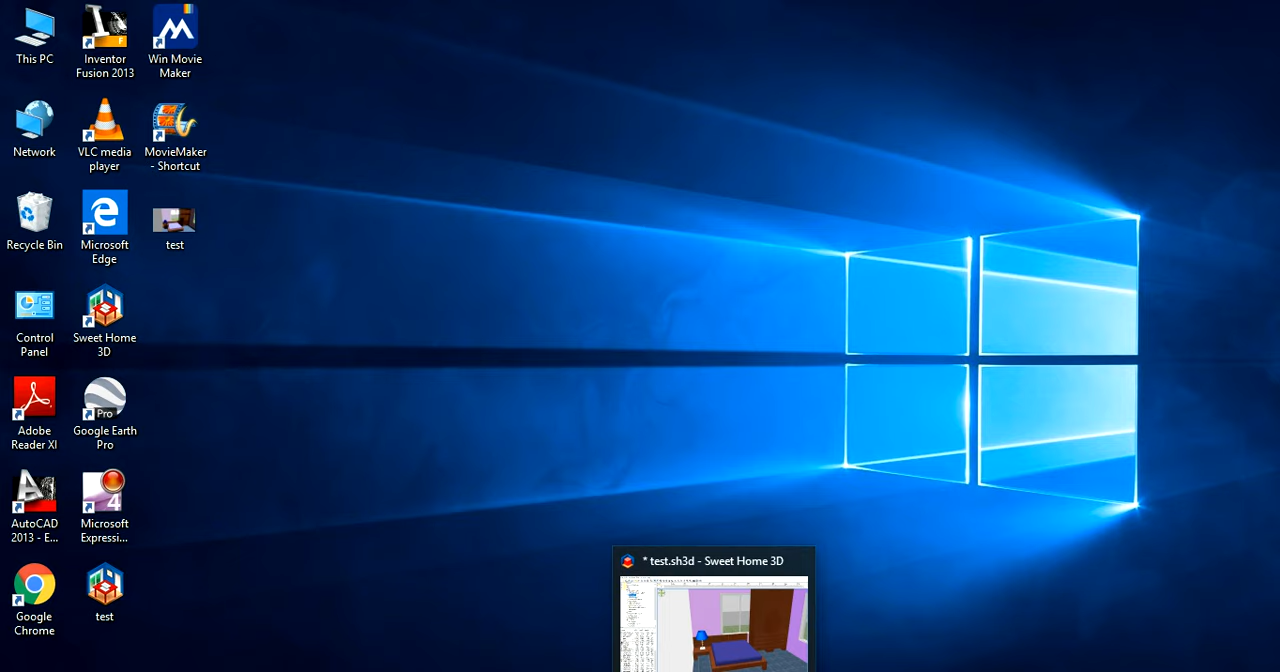 This PC
Inventor
Fusion 2013
Win Movie
Maker
Network
VLC media
player
MovieMaker
- Shortcut
Recycle Bin
Microsoft
Edge
test
Control
Panel
Sweet Home
3D
Adobe
Reader XI
Pro
Google Earth
Pro
AutoCAD
2013 - E...
4
Microsoft
Expressi...
Google
Chrome
test
* test.sh3d - Sweet Home 3D